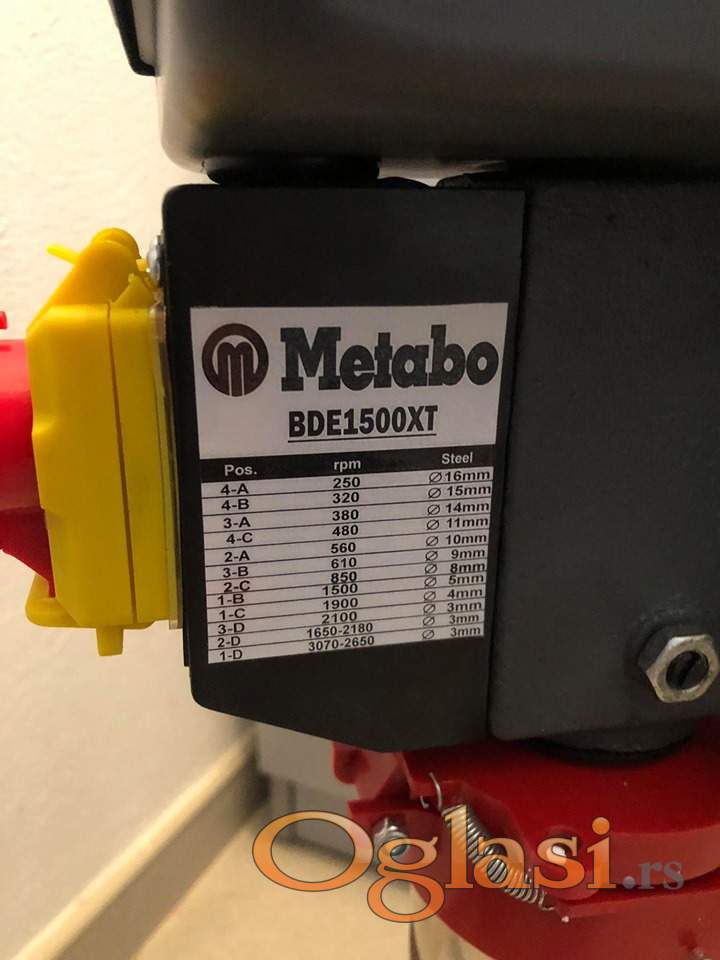 Metabo
BDE1500XT
Pos. rpm Steel
4-A 250 ∅16mm
4-B 320 ∅15mm
3-A 380 ∅14mm
4-C 480 ∅11mm
2-A 560 ∅10mm
3-B 610 ∅9mm
2-C 850 ∅8mm
1-B 1500 ∅5mm
1-C 1900 ∅4mm
3-D 2100 ∅3mm
2-D 1650-2180 ∅3mm
1-D 3070-2650 ∅3mm
Oglasi.rs